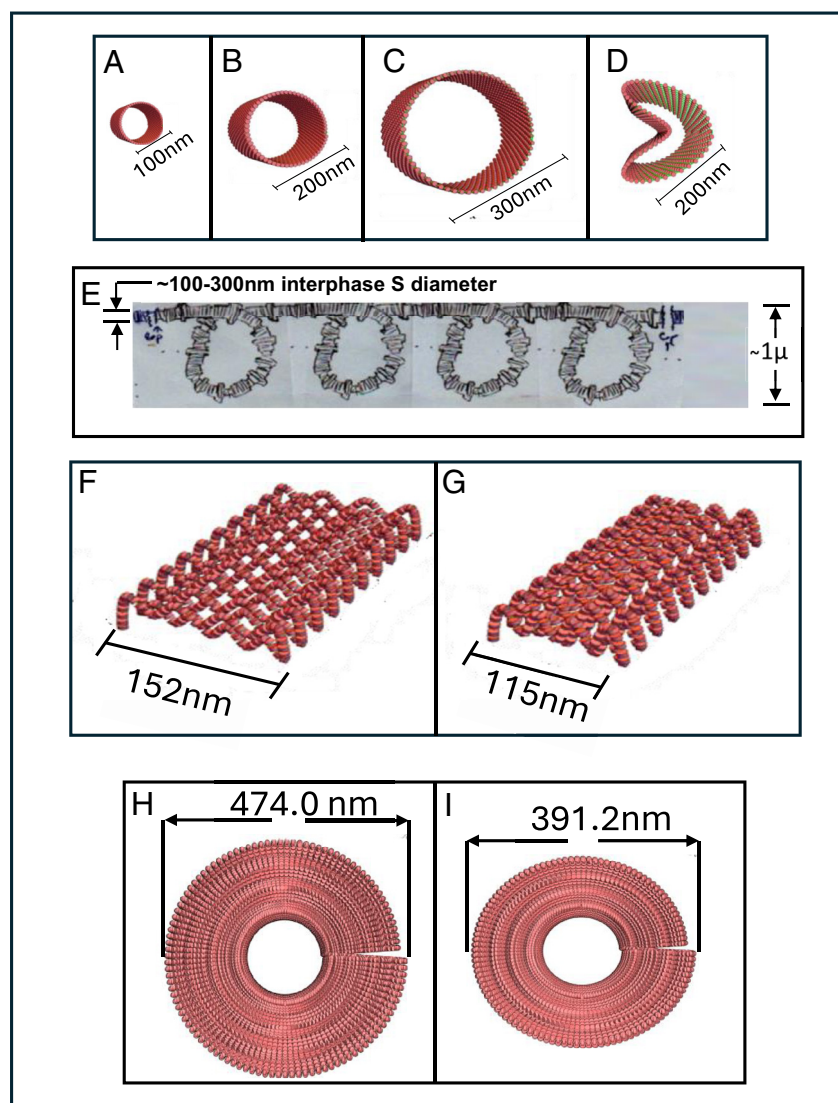 A
B
C
D
100nm
200nm
300nm
200nm
E
~100-300nm interphase S diameter
~1μ
F
G
152nm
115nm
H
I
474.0 nm
391.2nm